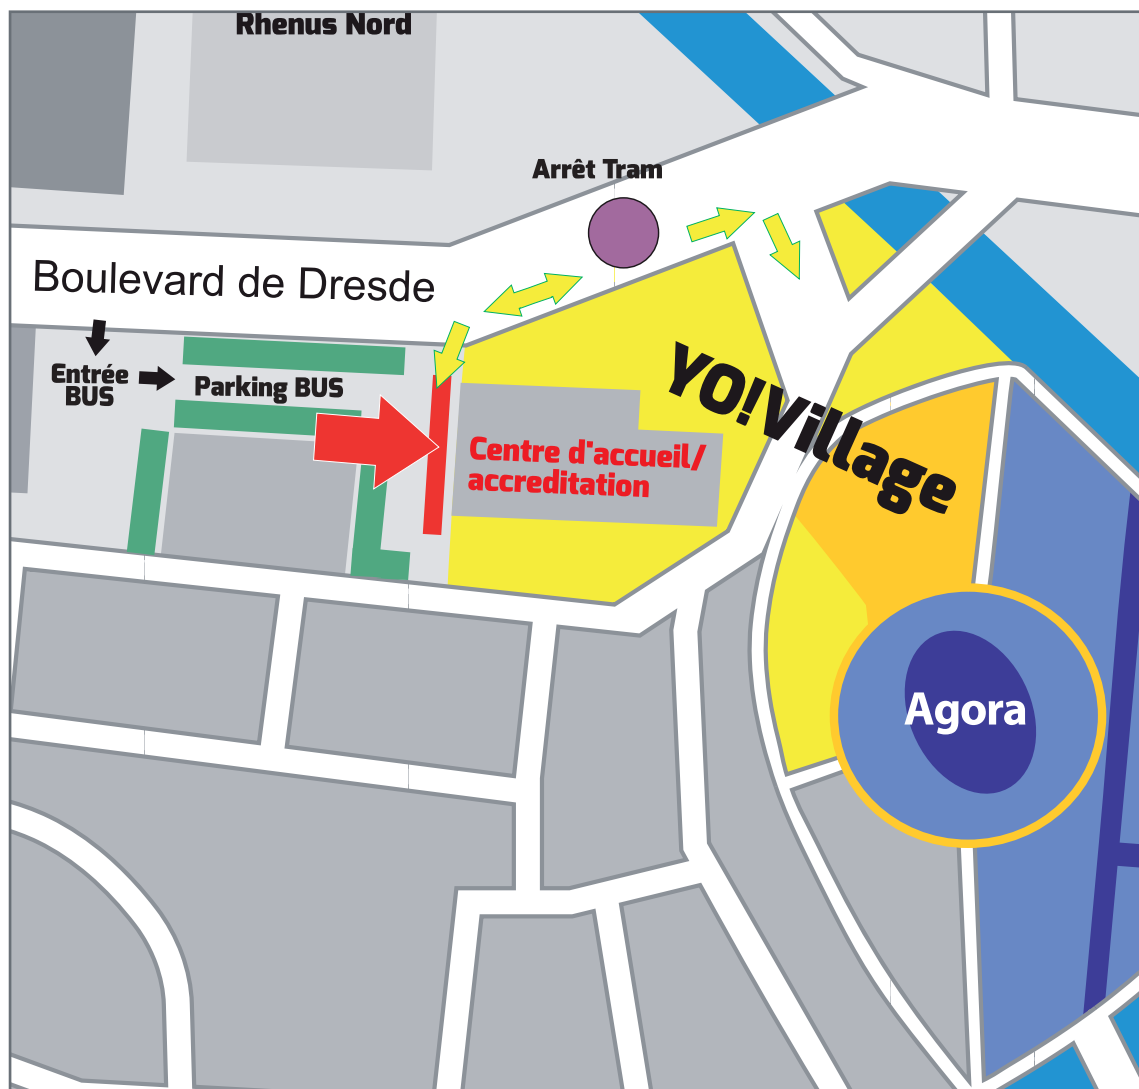 Rhenus Nord
Arrêt Tram
Boulevard de Dresde
Entrée
BUS
Parking BUS
YO!Village
Centre d'accueil/
accreditation
Agora